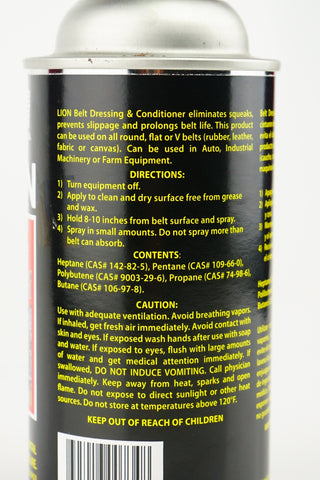 LION Belt Dressing & Conditioner eliminates squeaks,
prevents slippage and prolongs belt life. This product
can be used on all round, flat or V belts (rubber, leather,
fabric or canvas). Can be used in Auto, Industrial
Machinery or Farm Equipment.
DIRECTIONS:
1) Turn equipment off.
2) Apply to clean and dry surface free from grease
and wax.
3) Hold 8-10 inches from belt surface and spray.
4) Spray in small amounts. Do not spray more than
belt can absorb.
CONTENTS:
Heptane (CAS# 142-82-5), Pentane (CAS# 109-66-0),
Polybutene (CAS# 9003-29-6), Propane (CAS# 74-98-6),
Butane (CAS# 106-97-8).
CAUTION:
Use with adequate ventilation. Avoid breathing vapors.
If inhaled, get fresh air immediately. Avoid contact with
skin and eyes. If exposed wash hands after use with soap
and water. If exposed to eyes, flush with large amounts
of water and get medical attention immediately. If
swallowed, DO NOT INDUCE VOMITING. Call physician
immediately. Keep away from heat, sparks and open
flame. Do not expose to direct sunlight or other heat
sources. Do not store at temperatures above 120°F.
KEEP OUT OF REACH OF CHILDREN
N